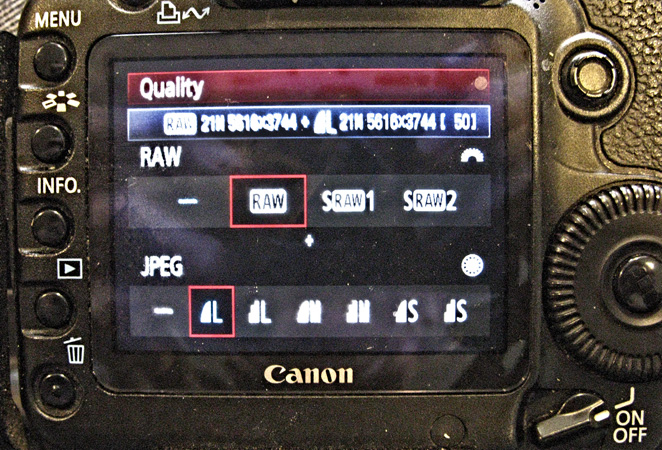 MENU
Quality
RAW 21M 5616x3744 + L 21M 5616x3744 [ 50]
RAW
INFO.
— RAW SRAW1 SRAW2
+
JPEG
— L L M M S S
Canon
ON
OFF